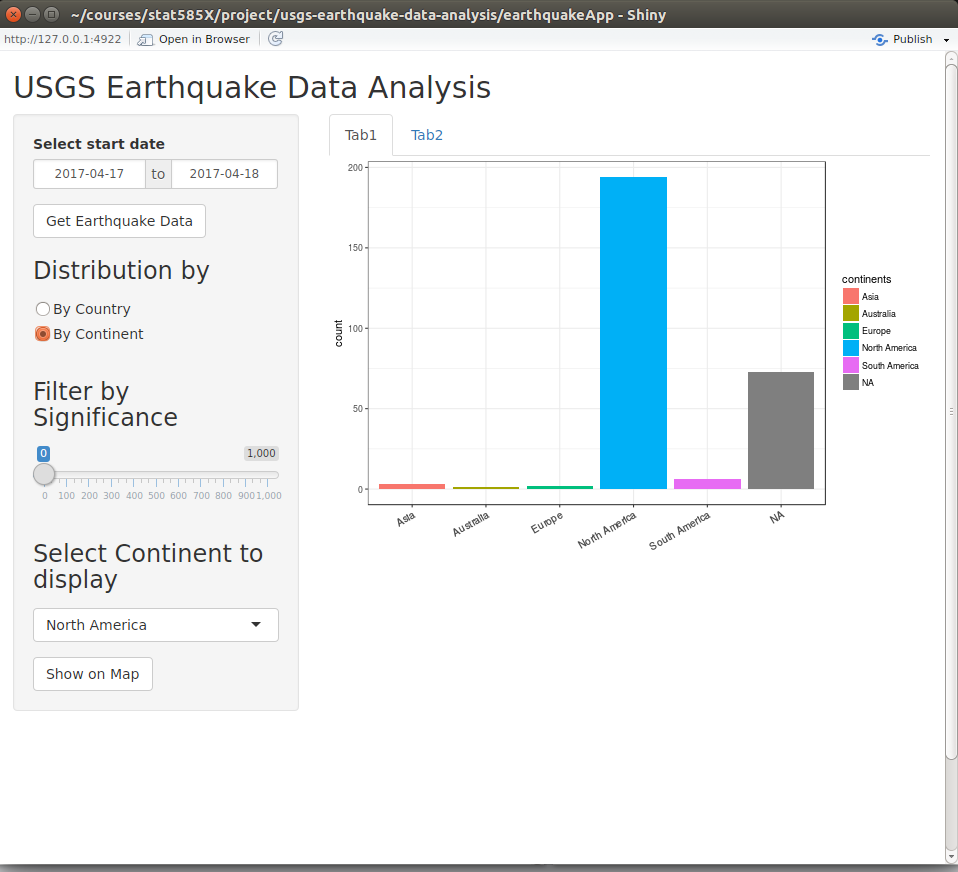 ~/courses/stat585X/project/usgs-earthquake-data-analysis/earthquakeApp - Shiny
http://127.0.0.1:4922 Open in Browser Publish
USGS Earthquake Data Analysis
Select start date
2017-04-17 to 2017-04-18
Get Earthquake Data
Distribution by
By Country
By Continent
Filter by
Significance
0 1,000
0 100 200 300 400 500 600 700 800 900 1,000
Select Continent to
display
North America
Show on Map
Tab1 Tab2
200
150
100
50
0
count
Asia Australia Europe North America South America NA
continents
Asia
Australia
Europe
North America
South America
NA